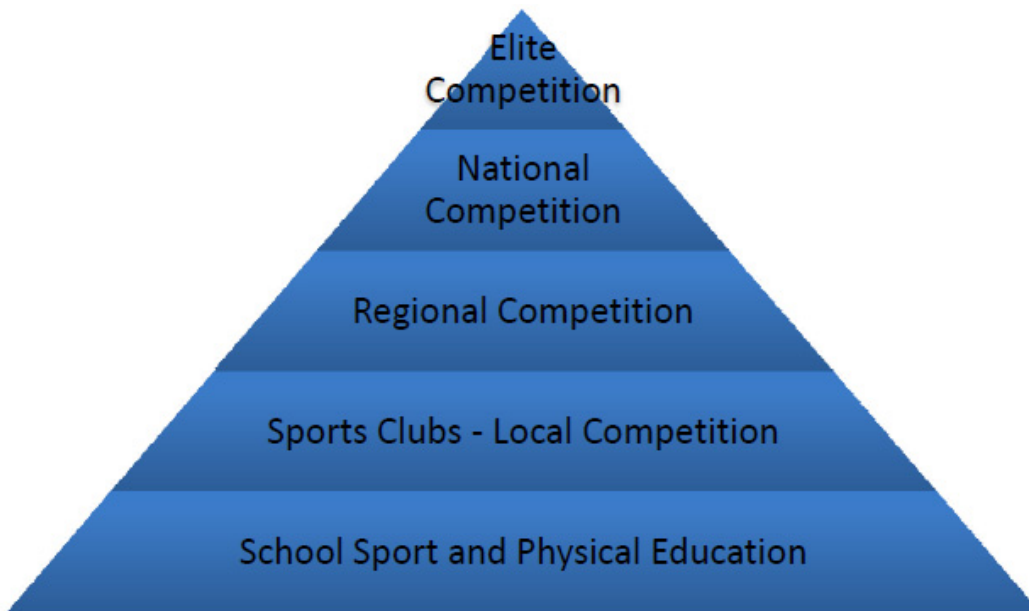 Elite
Competition
National
Competition
Regional Competition
Sports Clubs - Local Competition
School Sport and Physical Education